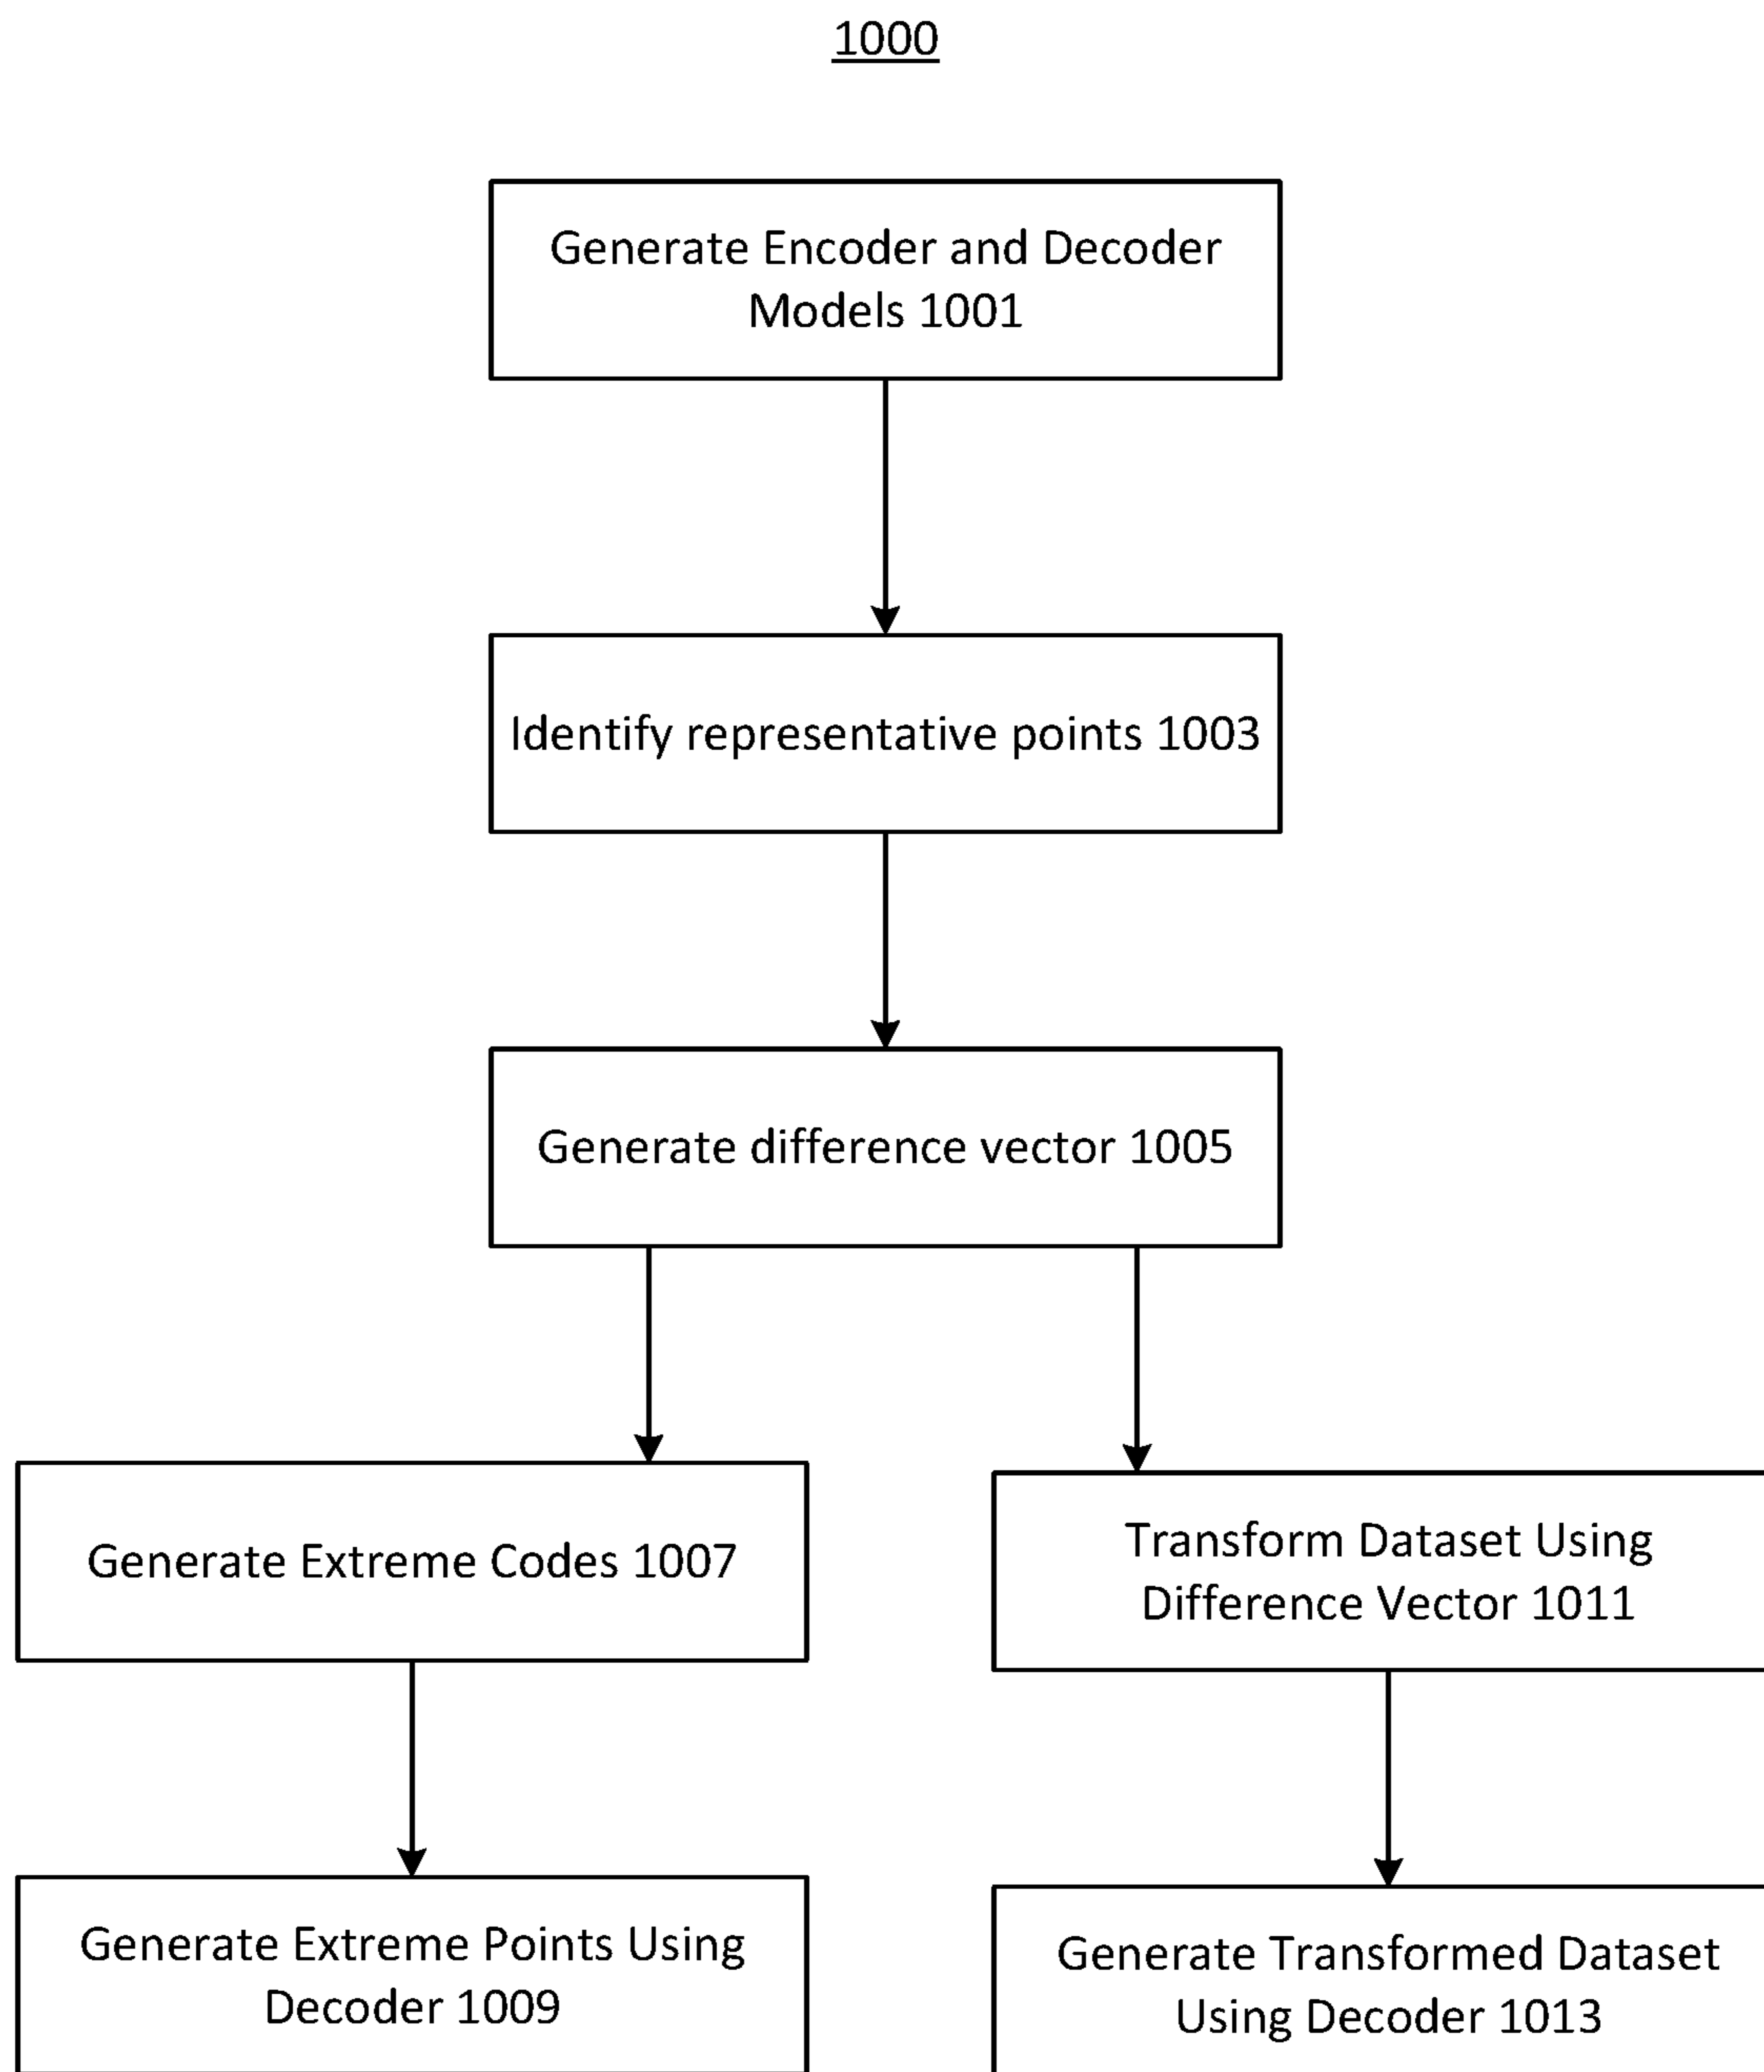 1000
Generate Encoder and Decoder
Models 1001
Identify representative points 1003
Generate difference vector 1005
Generate Extreme Codes 1007
Transform Dataset Using
Difference Vector 1011
Generate Extreme Points Using
Decoder 1009
Generate Transformed Dataset
Using Decoder 1013